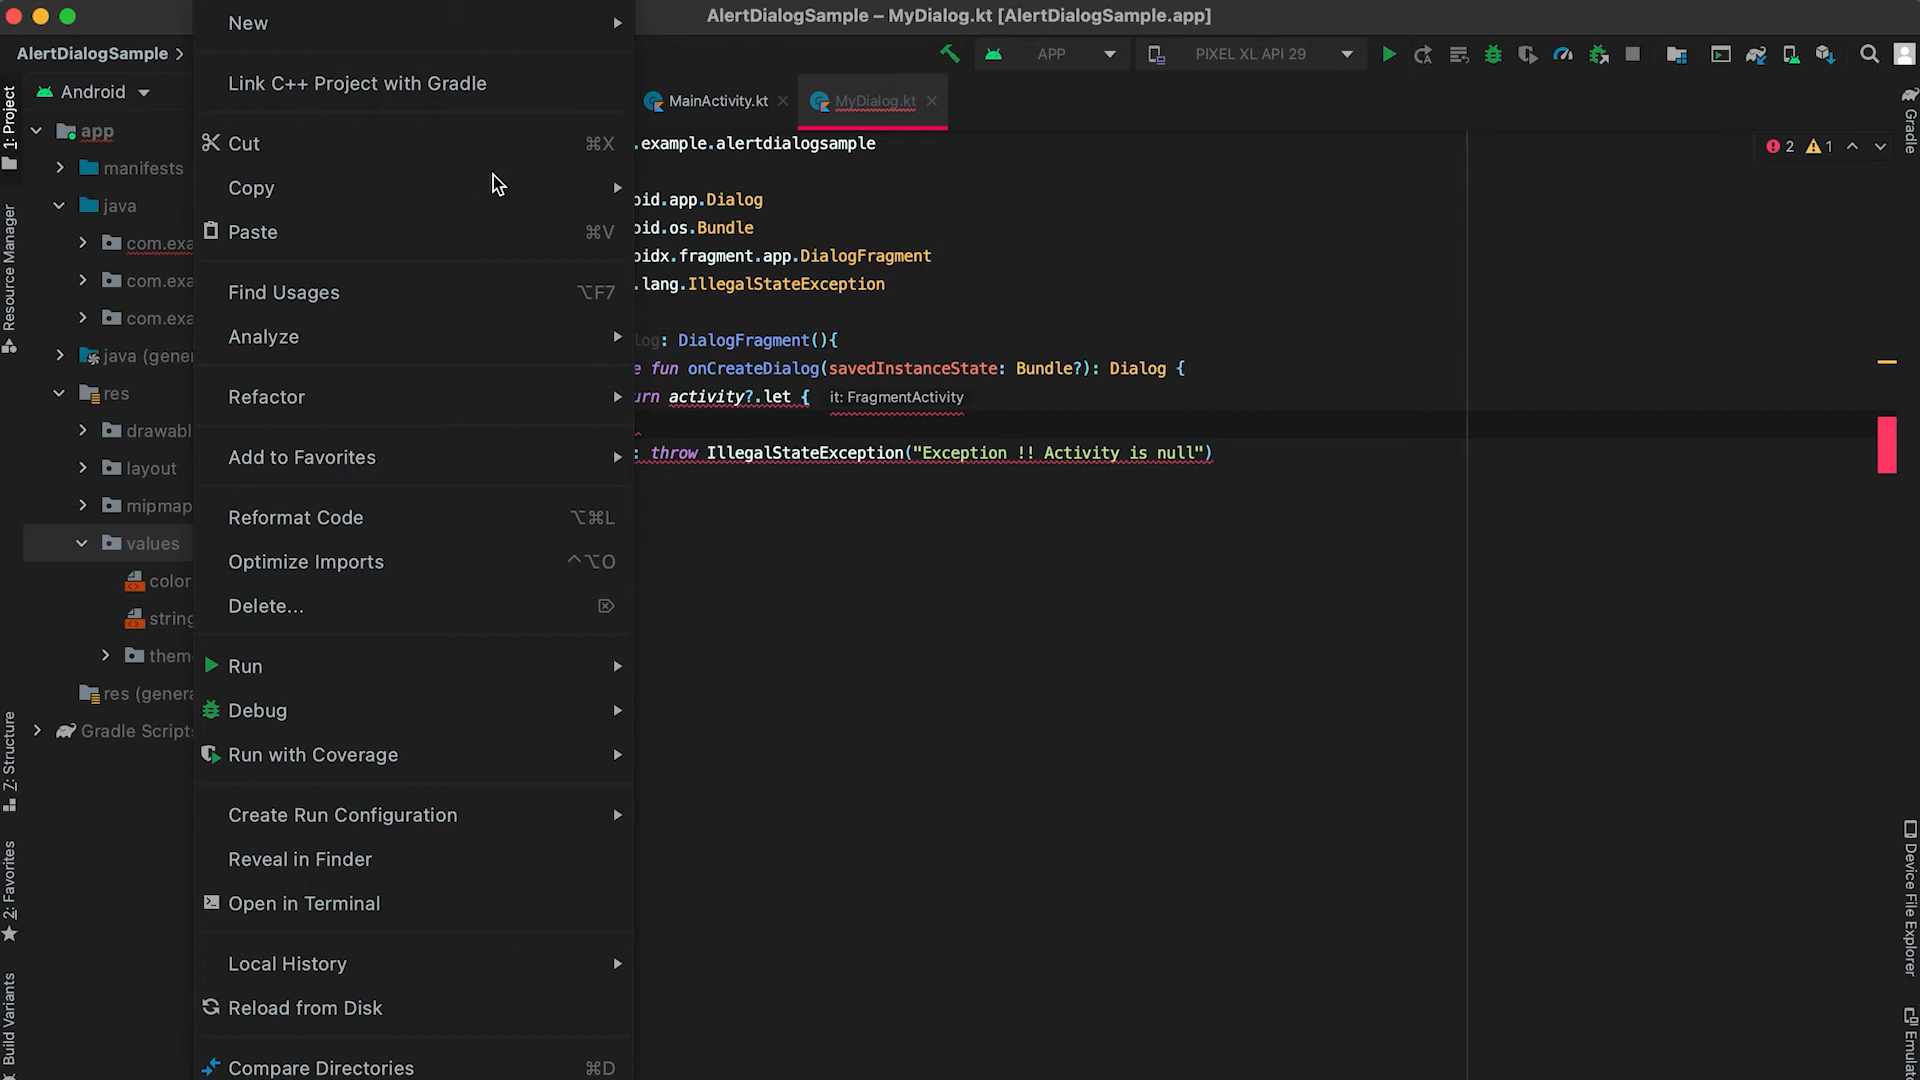 AlertDialogSample – MyDialog.kt [AlertDialogSample.app]
AlertDialogSample
APP
PIXEL XL API 29
1: Project
Resource Manager
7: Structure
2: Favorites
Build Variants
Android
app
manifests
java
com.exa
com.exa
com.exa
java (gener
res
drawabl
layout
mipmap
values
color
string
them
res (genera
Gradle Scripts
New
Link C++ Project with Gradle
Cut ⌘X
Copy
Paste ⌘V
Find Usages ⌥F7
Analyze
Refactor
Add to Favorites
Reformat Code ⌥⌘L
Optimize Imports ^⌥O
Delete... ⌦
Run
Debug
Run with Coverage
Create Run Configuration
Reveal in Finder
Open in Terminal
Local History
Reload from Disk
Compare Directories ⌘D
MainActivity.kt
MyDialog.kt
2 1
.example.alertdialogsample
oid.app.Dialog
oid.os.Bundle
oidx.fragment.app.DialogFragment
.lang.IllegalStateException
log: DialogFragment(){
e fun onCreateDialog(savedInstanceState: Bundle?): Dialog {
urn activity?.let { it: FragmentActivity
: throw IllegalStateException("Exception !! Activity is null")
Gradle
Device File Explorer
Emulato